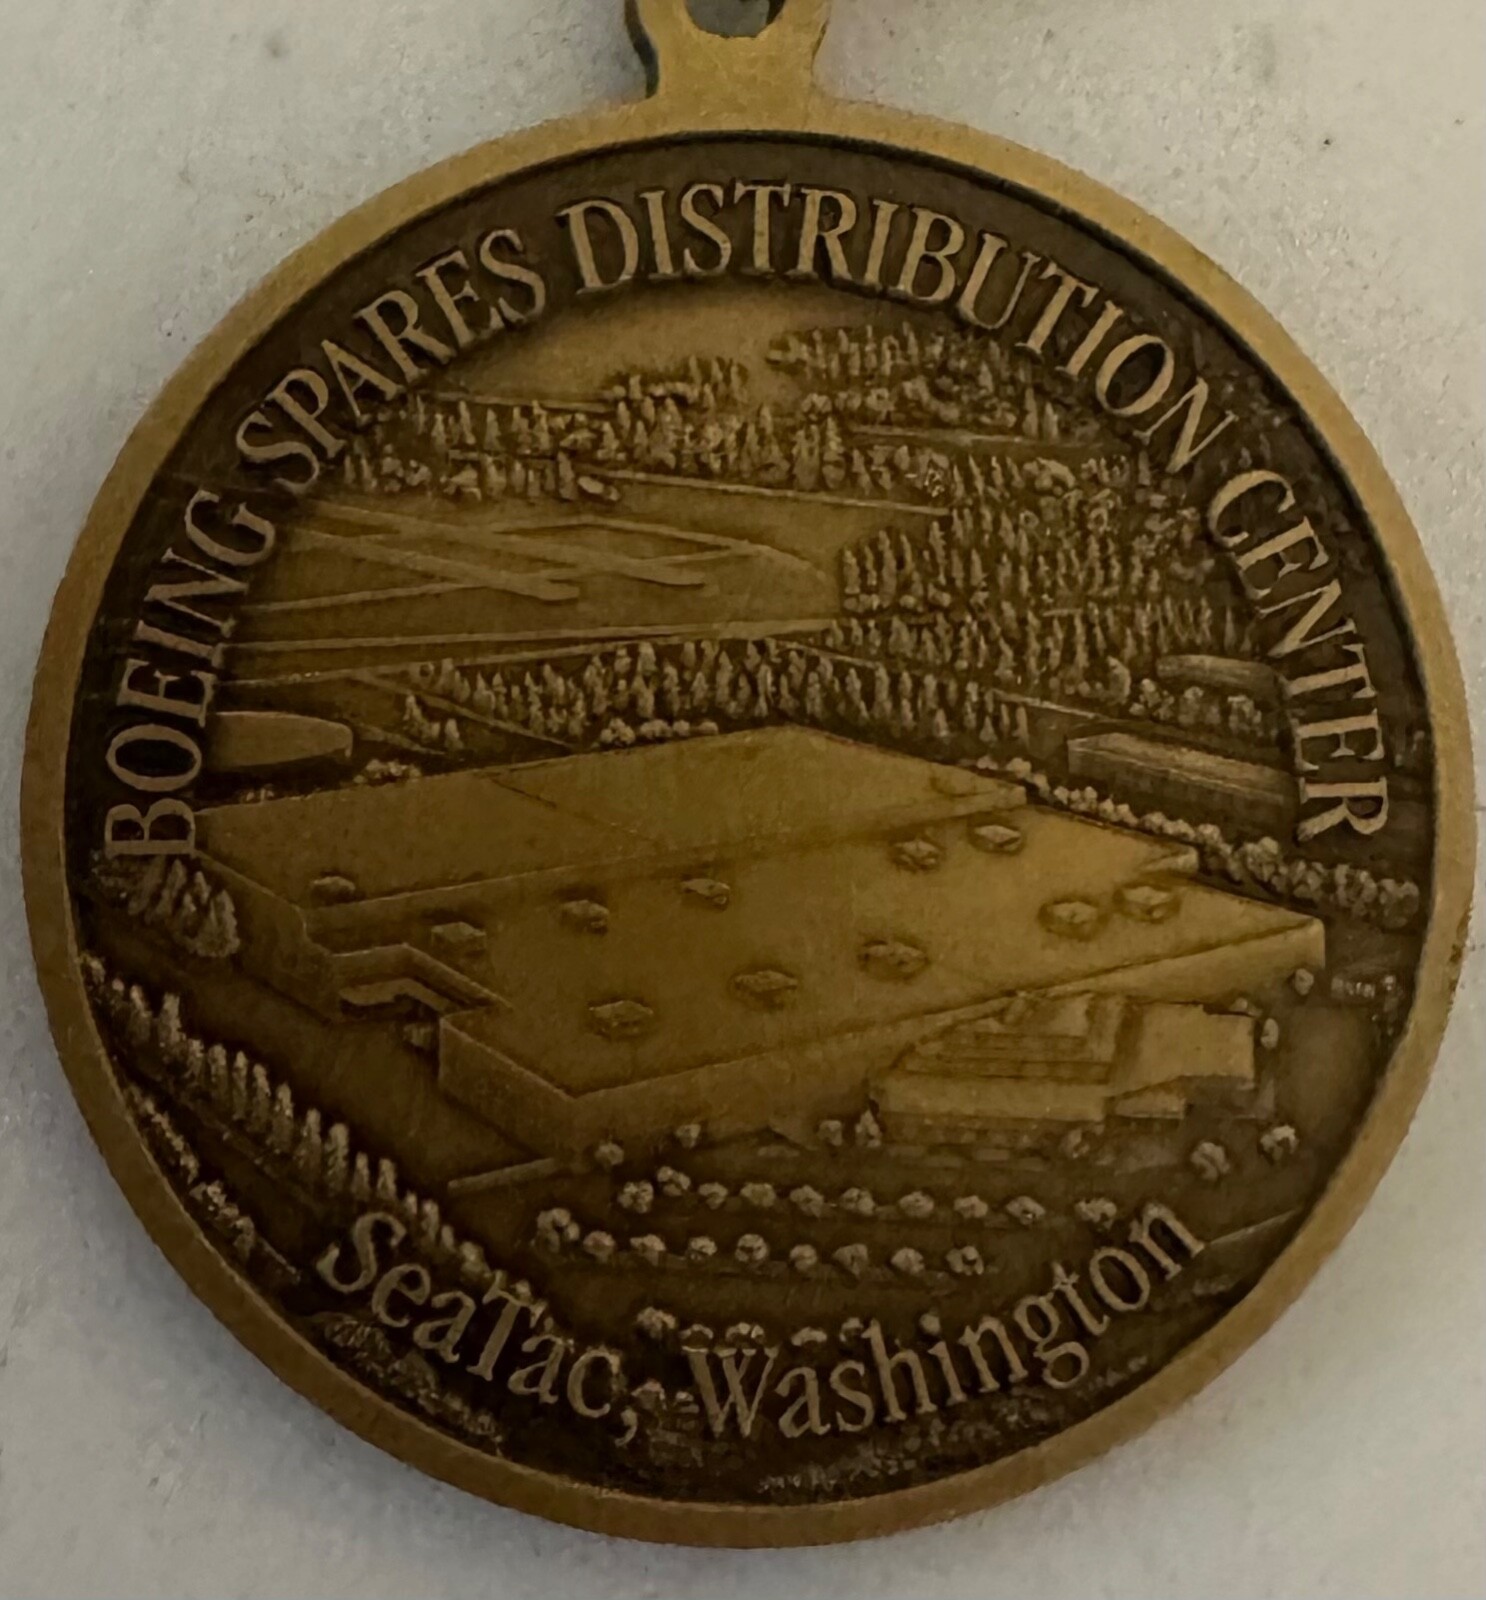 BOEING SPARES DISTRIBUTION CENTER
SeaTac, Washington